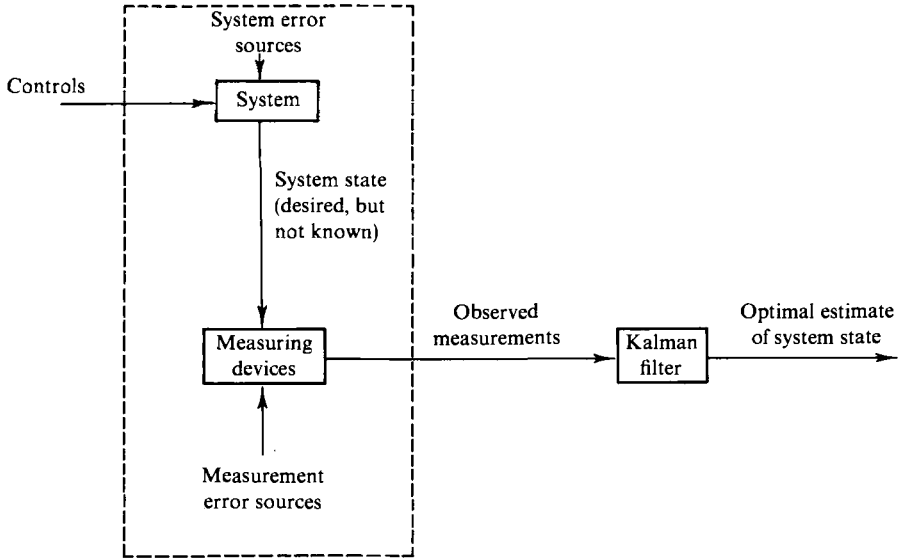 System error
sources
Controls
System
System state
(desired, but
not known)
Measuring
devices
Observed
measurements
Kalman
filter
Optimal estimate
of system state
Measurement
error sources